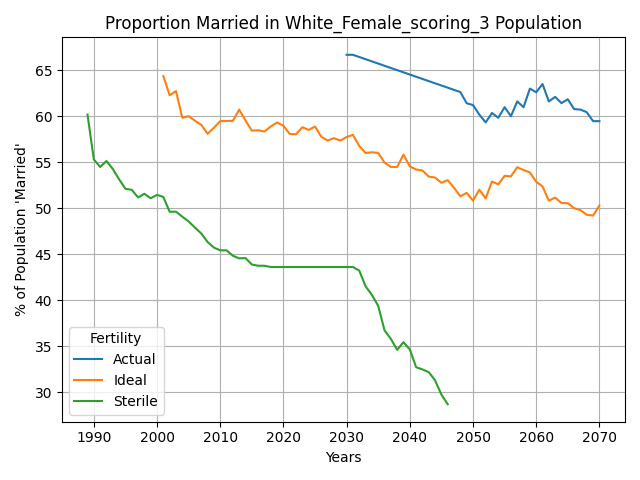 Proportion Married in White_Female_scoring_3 Population
% of Population 'Married'
65
60
55
50
45
40
35
30
Fertility
Actual
Ideal
Sterile
1990 2000 2010 2020 2030 2040 2050 2060 2070
Years